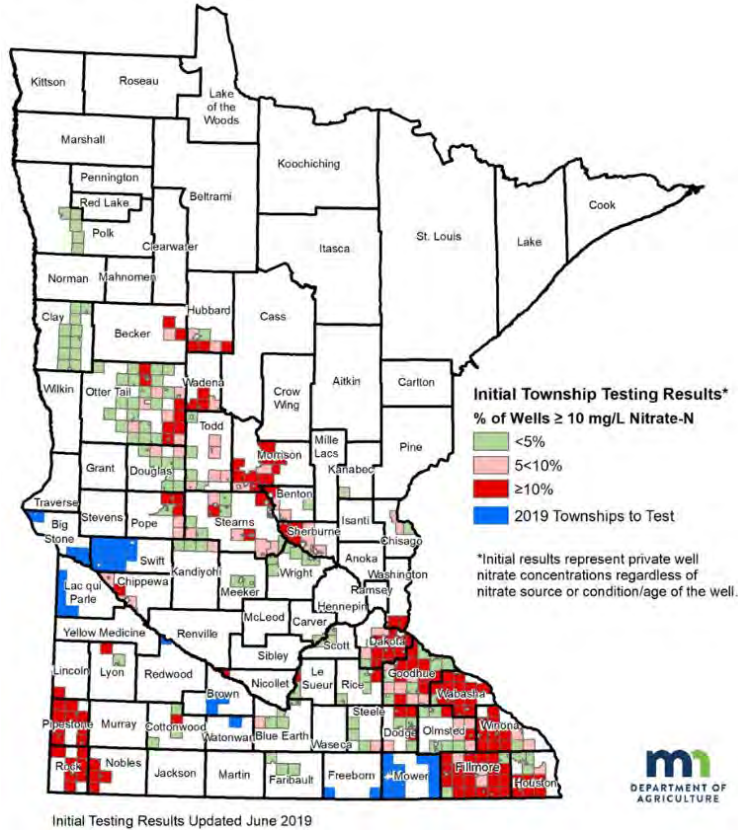 Kittson
Roseau
Lake
of the
Woods
Marshall
Koochiching
Pennington
Beltrami
Red Lake
Cook
Polk
Clearwater
St. Louis
Lake
Itasca
Norman
Mahnomen
Hubbard
Clay
Becker
Cass
Wadena
Aitkin
Carlton
Wilkin
Otter Tail
Crow
Wing
Todd
Mille
Lacs
Pine
Morrison
Kanabec
Grant
Douglas
Benton
Traverse
Big
Stone
Stevens
Pope
Stearns
Sherburne
Isanti
Chisago
Swift
Anoka
Kandiyohi
Wright
Washington
Lac qui
Parle
Chippewa
Meeker
Ramsey
Hennepin
McLeod
Carver
Yellow Medicine
Renville
Scott
Dakota
Sibley
Lincoln
Lyon
Redwood
Nicollet
Le
Sueur
Rice
Goodhue
Wabasha
Brown
Pipestone
Murray
Cottonwood
Watonwan
Blue Earth
Waseca
Steele
Dodge
Olmsted
Winona
Rock
Nobles
Jackson
Martin
Faribault
Freeborn
Mower
Fillmore
Houston
Initial Township Testing Results*
% of Wells ≥ 10 mg/L Nitrate-N
<5%
5<10%
≥10%
2019 Townships to Test
*Initial results represent private well
nitrate concentrations regardless of
nitrate source or condition/age of the well.
DEPARTMENT OF
AGRICULTURE
Initial Testing Results Updated June 2019